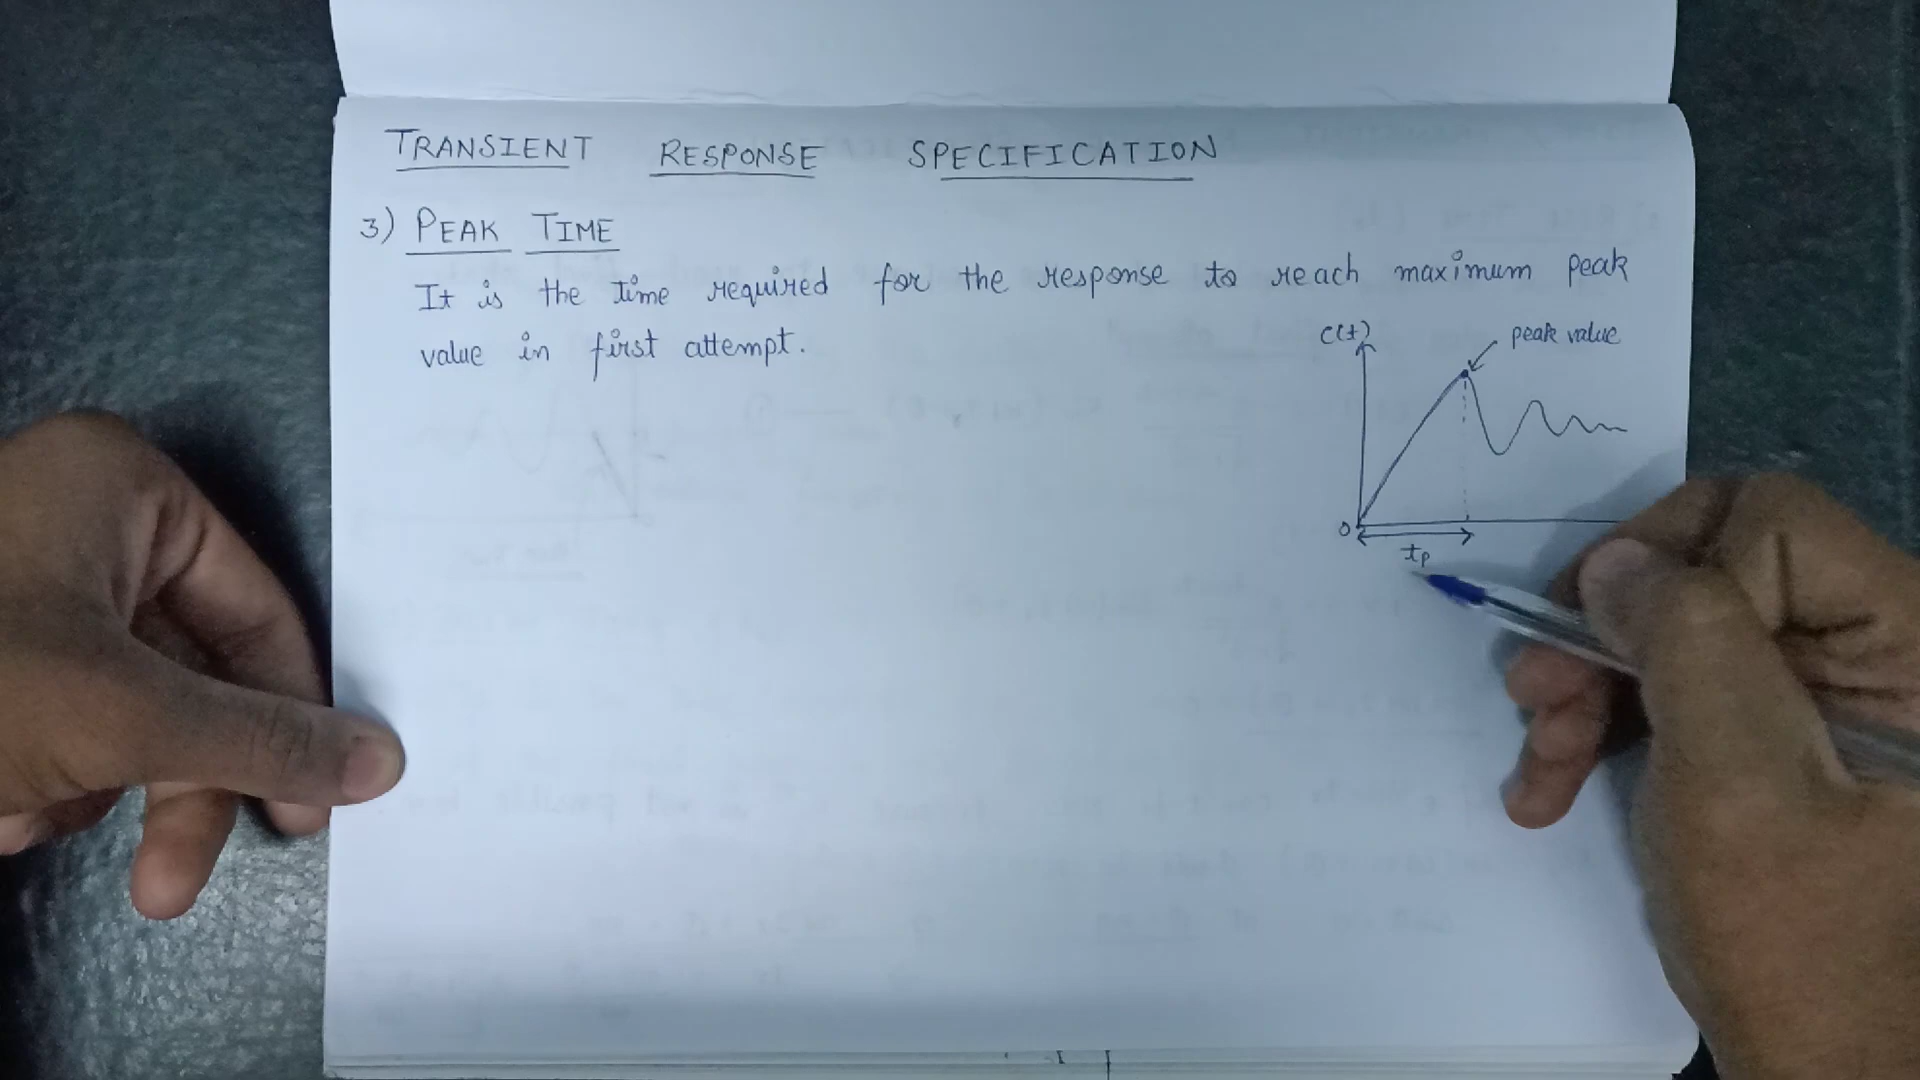 TRANSIENT RESPONSE SPECIFICATION
3) PEAK TIME
It is the time required for the response to reach maximum peak
value in first attempt.
c(t)
peak value
0
tp